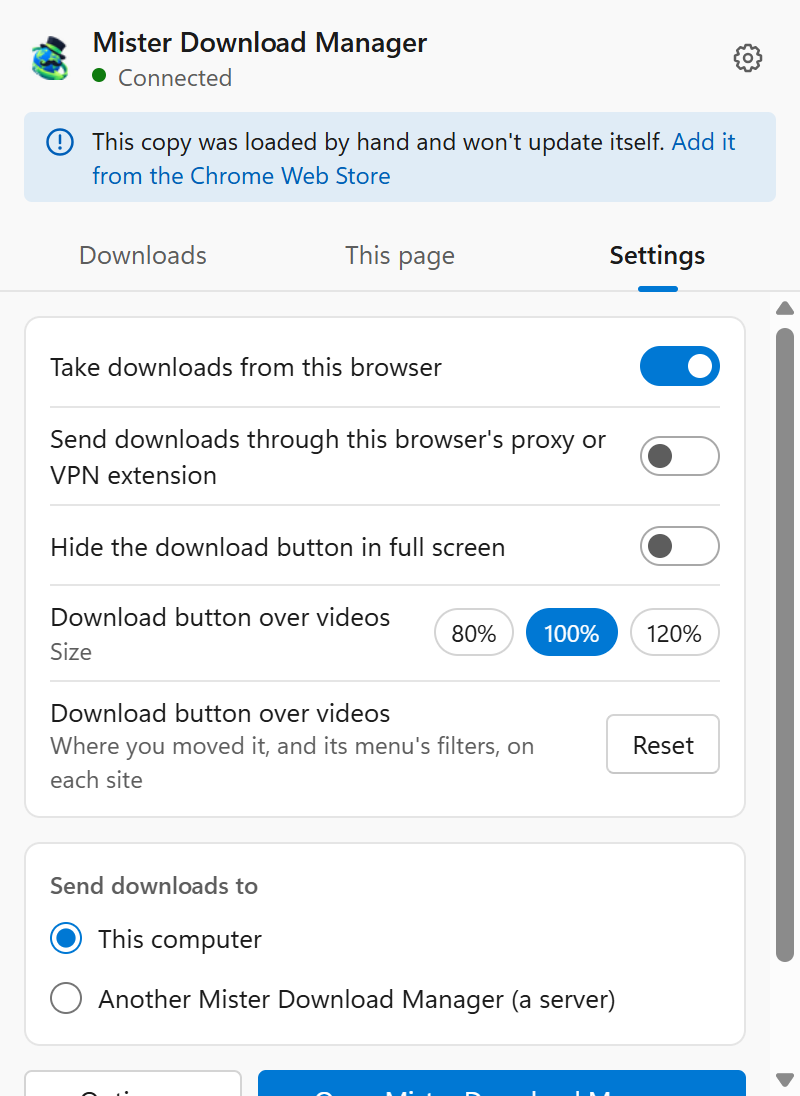 Mister Download Manager
Connected
This copy was loaded by hand and won't update itself. Add it
from the Chrome Web Store
Downloads
This page
Settings
Take downloads from this browser
Send downloads through this browser's proxy or
VPN extension
Hide the download button in full screen
Download button over videos
Size
80%
100%
120%
Download button over videos
Where you moved it, and its menu's filters, on
each site
Reset
Send downloads to
This computer
Another Mister Download Manager (a server)